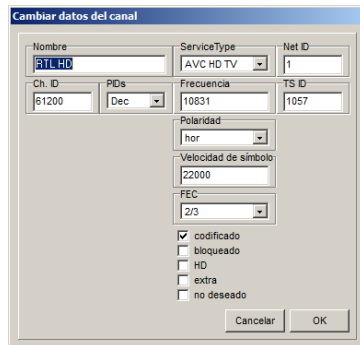 Cambiar datos del canal
Nombre
ServiceType
Net ID
RTL HD
AVC HD TV
1
Ch. ID
PIDs
Frecuencia
TS ID
61200
Dec
10831
1057
Polaridad
hor
Velocidad de símbolo
22000
FEC
2/3
codificado
bloqueado
HD
extra
no deseado
Cancelar
OK